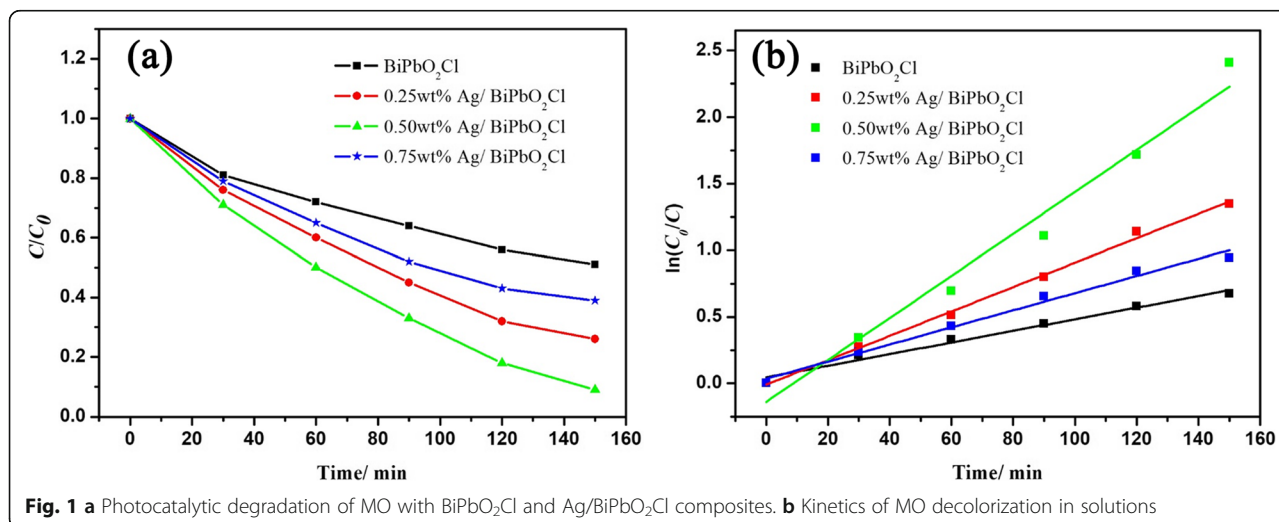 (a)
BiPbO₂Cl
0.25wt% Ag/ BiPbO₂Cl
0.50wt% Ag/ BiPbO₂Cl
0.75wt% Ag/ BiPbO₂Cl
1.2
1.0
0.8
0.6
0.4
0.2
0.0
C/C₀
0 20 40 60 80 100 120 140 160
Time/ min
(b)
BiPbO₂Cl
0.25wt% Ag/ BiPbO₂Cl
0.50wt% Ag/ BiPbO₂Cl
0.75wt% Ag/ BiPbO₂Cl
2.5
2.0
1.5
1.0
0.5
0.0
ln(C₀/C)
0 20 40 60 80 100 120 140 160
Time/ min
Fig. 1 a Photocatalytic degradation of MO with BiPbO₂Cl and Ag/BiPbO₂Cl composites. b Kinetics of MO decolorization in solutions